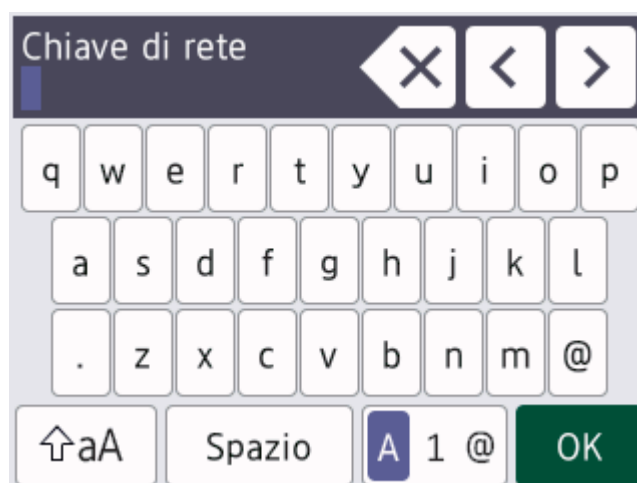 Chiave di rete
q w e r t y u i o p
a s d f g h j k l
. z x c v b n m @
aA Spazio A 1 @ OK